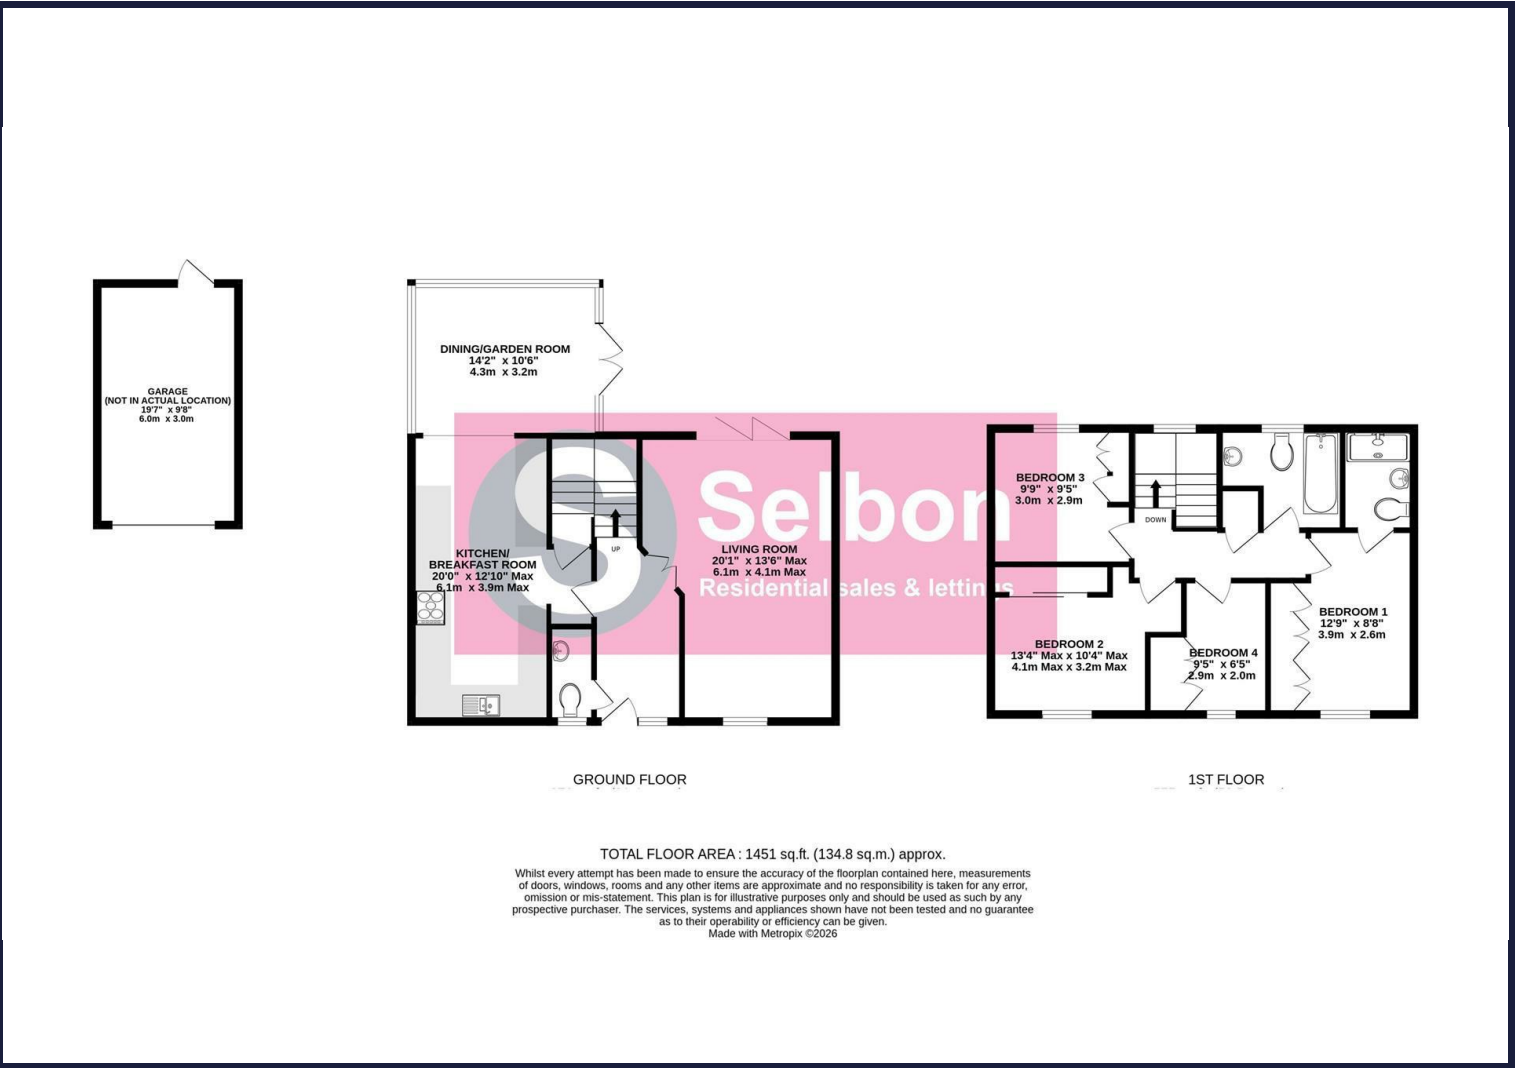 DINING/GARDEN ROOM
14'2" x 10'6"
4.3m x 3.2m
GARAGE
(NOT IN ACTUAL LOCATION)
19'7" x 9'8"
6.0m x 3.0m
KITCHEN/
BREAKFAST ROOM
20'0" x 12'10" Max
6.1m x 3.9m Max
UP
LIVING ROOM
20'1" x 13'6" Max
6.1m x 4.1m Max
Selbon
Residential sales & lettings
BEDROOM 3
9'9" x 9'5"
3.0m x 2.9m
DOWN
BEDROOM 2
13'4" Max x 10'4" Max
4.1m Max x 3.2m Max
BEDROOM 4
9'5" x 6'5"
2.9m x 2.0m
BEDROOM 1
12'9" x 8'8"
3.9m x 2.6m
GROUND FLOOR
1ST FLOOR
TOTAL FLOOR AREA : 1451 sq.ft. (134.8 sq.m.) approx.
Whilst every attempt has been made to ensure the accuracy of the floorplan contained here, measurements
of doors, windows, rooms and any other items are approximate and no responsibility is taken for any error,
omission or mis-statement. This plan is for illustrative purposes only and should be used as such by any
prospective purchaser. The services, systems and appliances shown have not been tested and no guarantee
as to their operability or efficiency can be given.
Made with Metropix ©2026